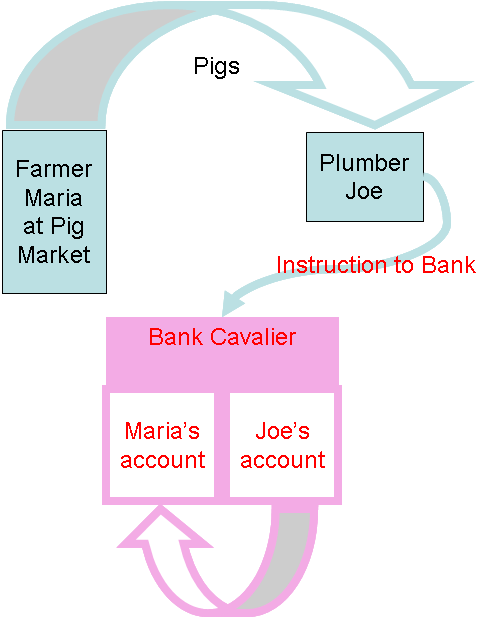 Pigs
Farmer
Maria
at Pig
Market
Plumber
Joe
Instruction to Bank
Bank Cavalier
Maria's
account
Joe's
account